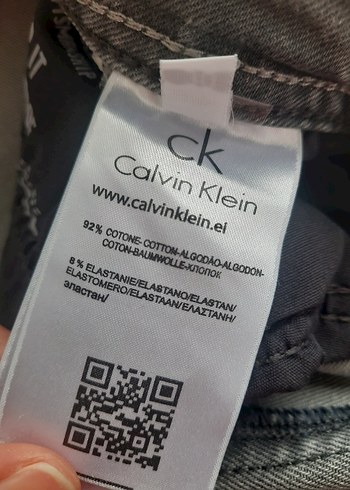 ck
Calvin Klein
www.calvinklein.ei
92% COTONE-COTTON-ALGODÃO-ALGODON-
COTON-BAUMWOLLE-ХЛОПОК
8% ELASTANIE/ELASTANO/ELASTAN/
ELASTOMERO/ELASTAAN/ΕΛΑΣΤΑΝΗ/
эластан/